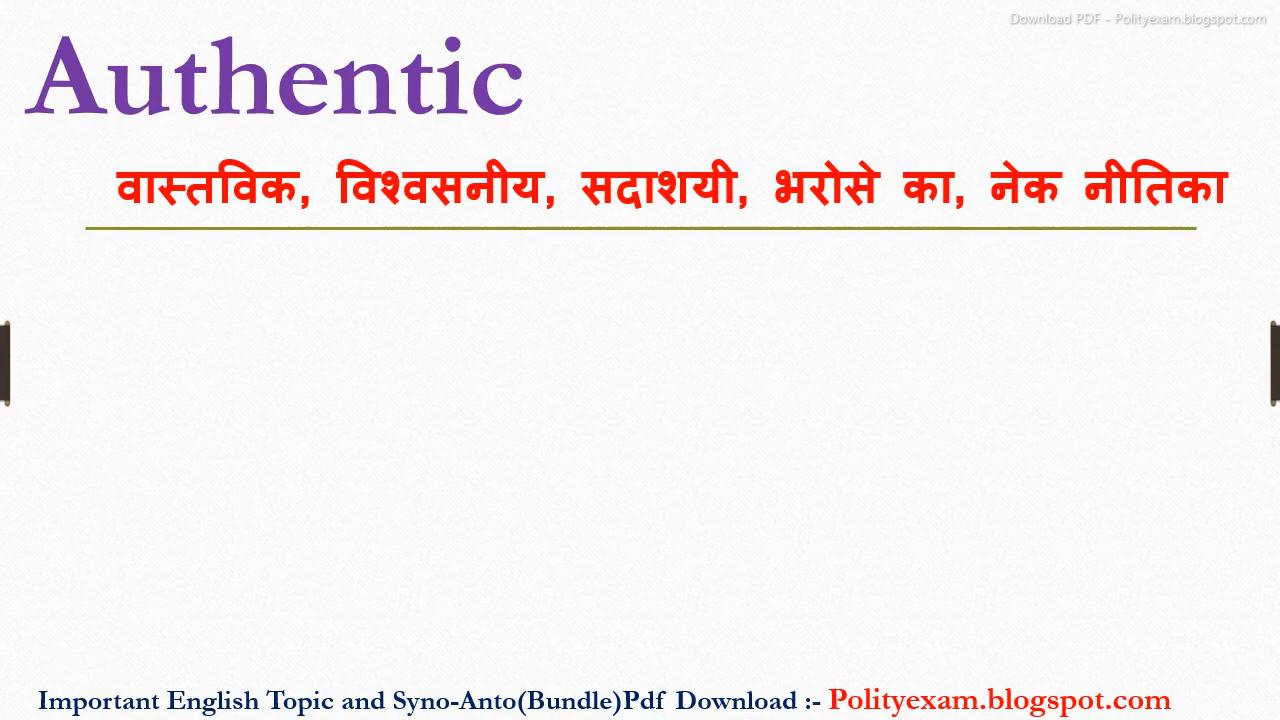 Download PDF - Polityexam.blogspot.com
Authentic
वास्तविक, विश्वसनीय, सदाशयी, भरोसे का, नेक नीतिका
Important English Topic and Syno-Anto(Bundle)Pdf Download :- Polityexam.blogspot.com